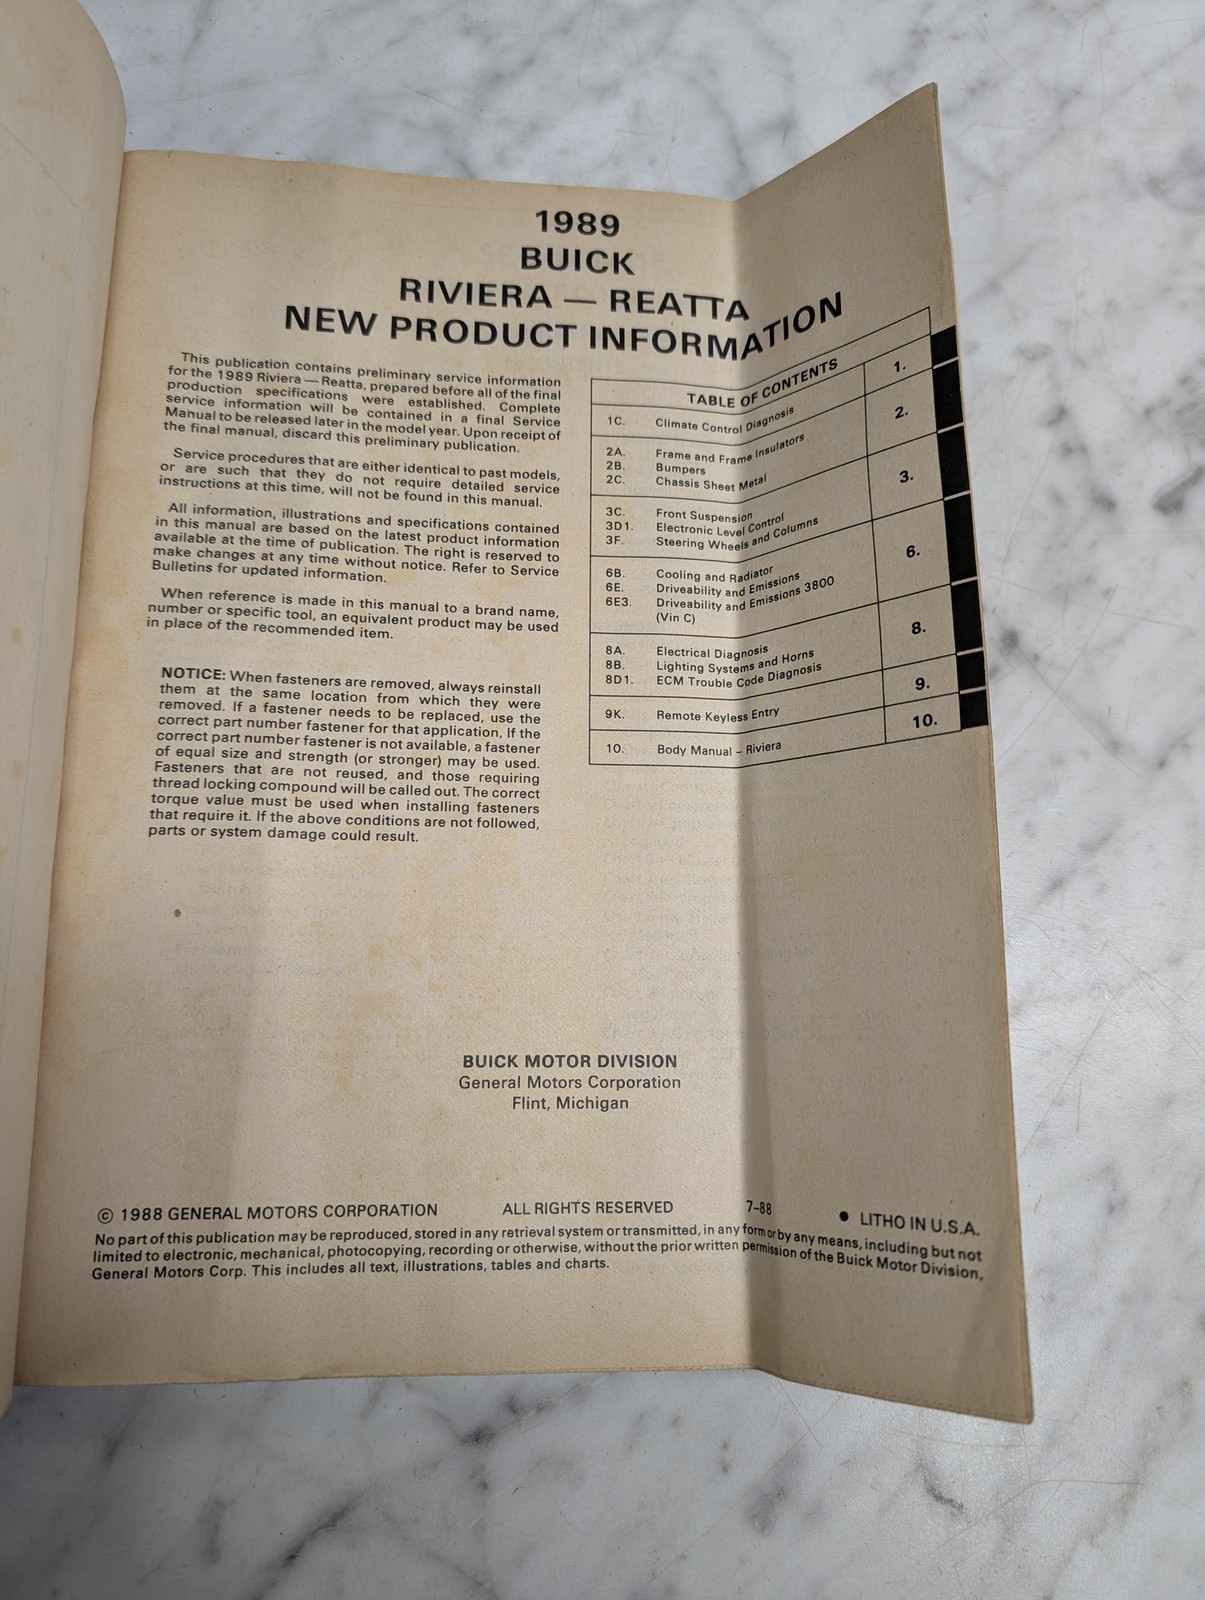 1989
BUICK
RIVIERA — REATTA
NEW PRODUCT INFORMATION
This publication contains preliminary service information
for the 1989 Riviera — Reatta, prepared before all of the final
production specifications were established. Complete
service information will be contained in a final Service
Manual to be released later in the model year. Upon receipt of
the final manual, discard this preliminary publication.
Service procedures that are either identical to past models,
or are such that they do not require detailed service
instructions at this time, will not be found in this manual.
All information, illustrations and specifications contained
in this manual are based on the latest product information
available at the time of publication. The right is reserved to
make changes at any time without notice. Refer to Service
Bulletins for updated information.
When reference is made in this manual to a brand name,
number or specific tool, an equivalent product may be used
in place of the recommended item.
NOTICE: When fasteners are removed, always reinstall
them at the same location from which they were
removed. If a fastener needs to be replaced, use the
correct part number fastener for that application, If the
correct part number fastener is not available, a fastener
of equal size and strength (or stronger) may be used.
Fasteners that are not reused, and those requiring
thread locking compound will be called out. The correct
torque value must be used when installing fasteners
that require it. If the above conditions are not followed,
parts or system damage could result.
TABLE OF CONTENTS
1C. Climate Control Diagnosis 1.
2A. Frame and Frame Insulators 2.
2B. Bumpers
2C. Chassis Sheet Metal
3C. Front Suspension 3.
3D1. Electronic Level Control
3F. Steering Wheels and Columns
6B. Cooling and Radiator 6.
6E. Driveability and Emissions
6E3. Driveability and Emissions 3800
(Vin C)
8A. Electrical Diagnosis 8.
8B. Lighting Systems and Horns
8D1. ECM Trouble Code Diagnosis
9K. Remote Keyless Entry 9.
10. Body Manual – Riviera 10.
BUICK MOTOR DIVISION
General Motors Corporation
Flint, Michigan
© 1988 GENERAL MOTORS CORPORATION ALL RIGHTS RESERVED 7-88 ● LITHO IN U.S.A.
No part of this publication may be reproduced, stored in any retrieval system or transmitted, in any form or by any means, including but not
limited to electronic, mechanical, photocopying, recording or otherwise, without the prior written permission of the Buick Motor Division,
General Motors Corp. This includes all text, illustrations, tables and charts.